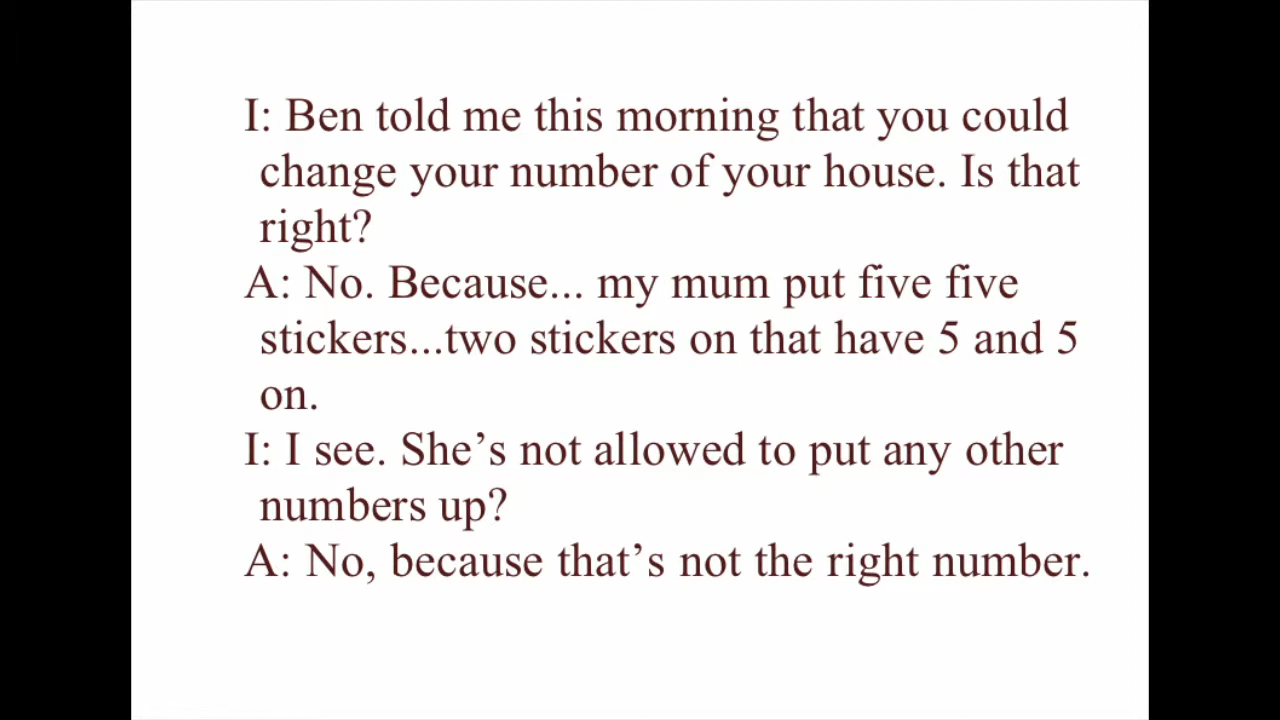 I: Ben told me this morning that you could
change your number of your house. Is that
right?
A: No. Because... my mum put five five
stickers...two stickers on that have 5 and 5
on.
I: I see. She’s not allowed to put any other
numbers up?
A: No, because that’s not the right number.